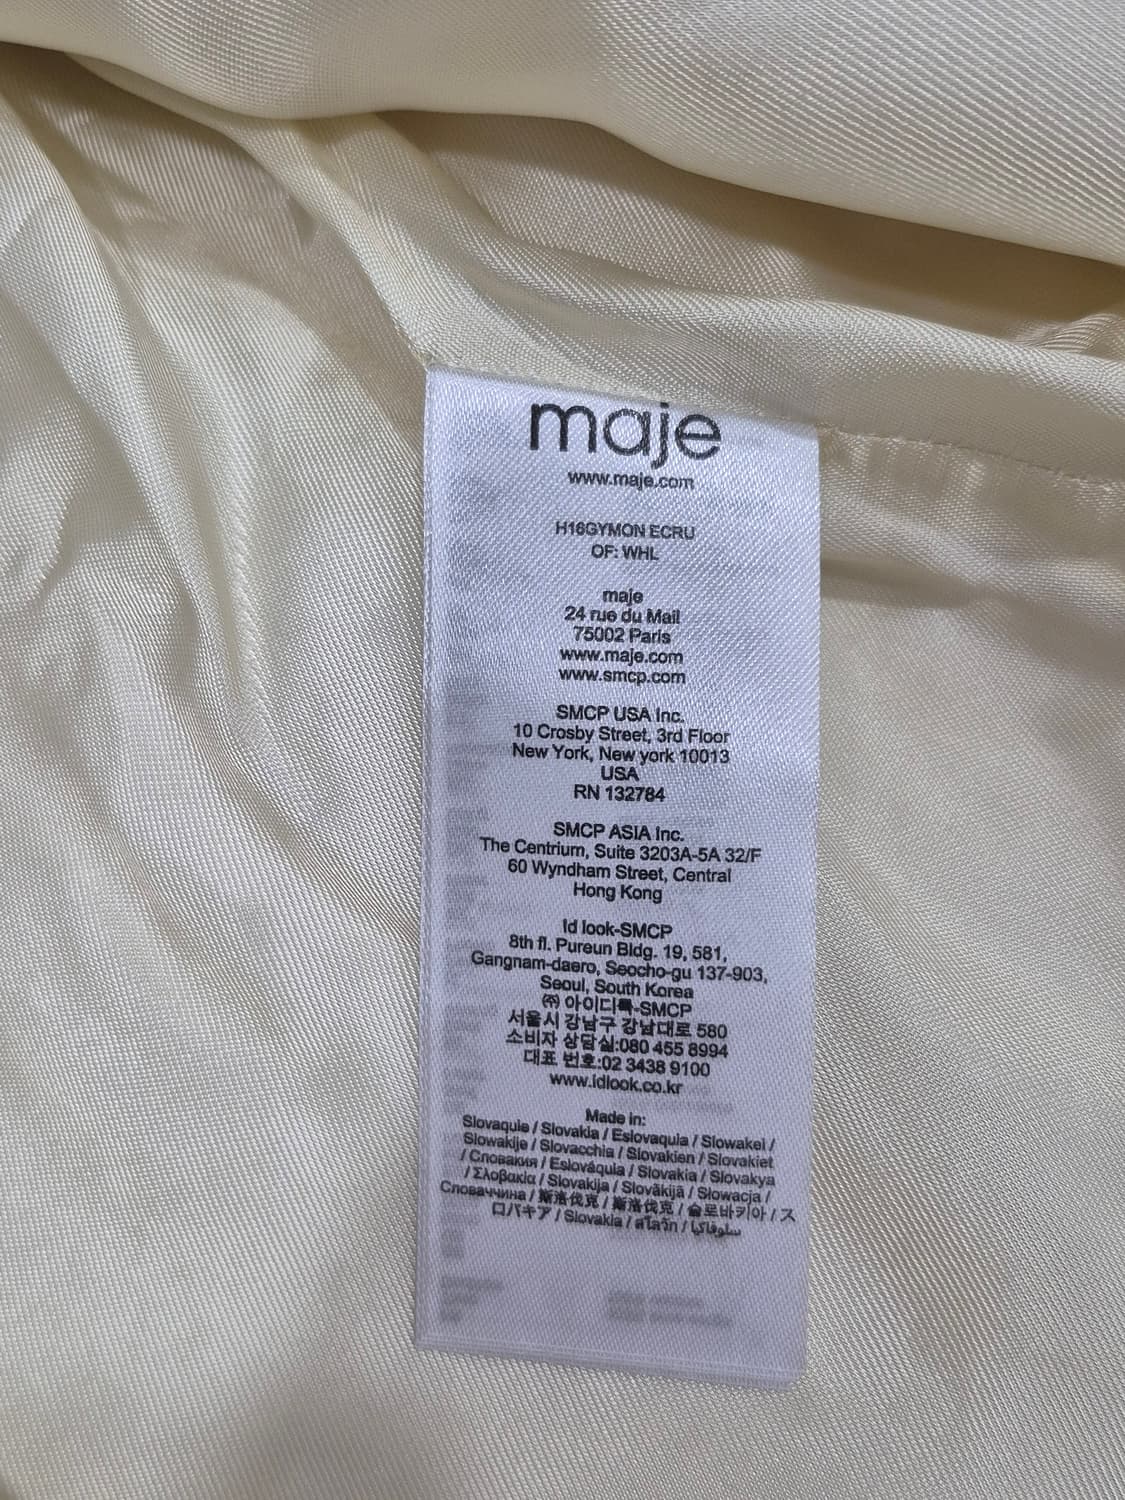 maje
www.maje.com
H16GYMON ECRU
OF: WHL
maje
24 rue du Mail
75002 Paris
www.maje.com
www.smcp.com
SMCP USA Inc.
10 Crosby Street, 3rd Floor
New York, New york 10013
USA
RN 132784
SMCP ASIA Inc.
The Centrium, Suite 3203A-5A 32/F
60 Wyndham Street, Central
Hong Kong
Id look-SMCP
8th fl. Pureun Bldg. 19, 581,
Gangnam-daero, Seocho-gu 137-903,
Seoul, South Korea
㈜ 아이디룩-SMCP
서울시 강남구 강남대로 580
소비자 상담실:080 455 8994
대표 번호:02 3438 9100
www.idlook.co.kr
Made in:
Slovaquie / Slovakia / Eslovaquia / Slowakei /
Slowakije / Slovacchia / Slovakien / Slovakiet
/ Словакия / Eslováquia / Slovakia / Slovakya
/ Σλοβακία / Slovakija / Slovākijā / Słowacja /
Словаччина / 斯洛伐克 / 斯洛伐克 / 슬로바키아 / ス
ロバキア / Slovakia / สโลวัก / سلوفاكيا